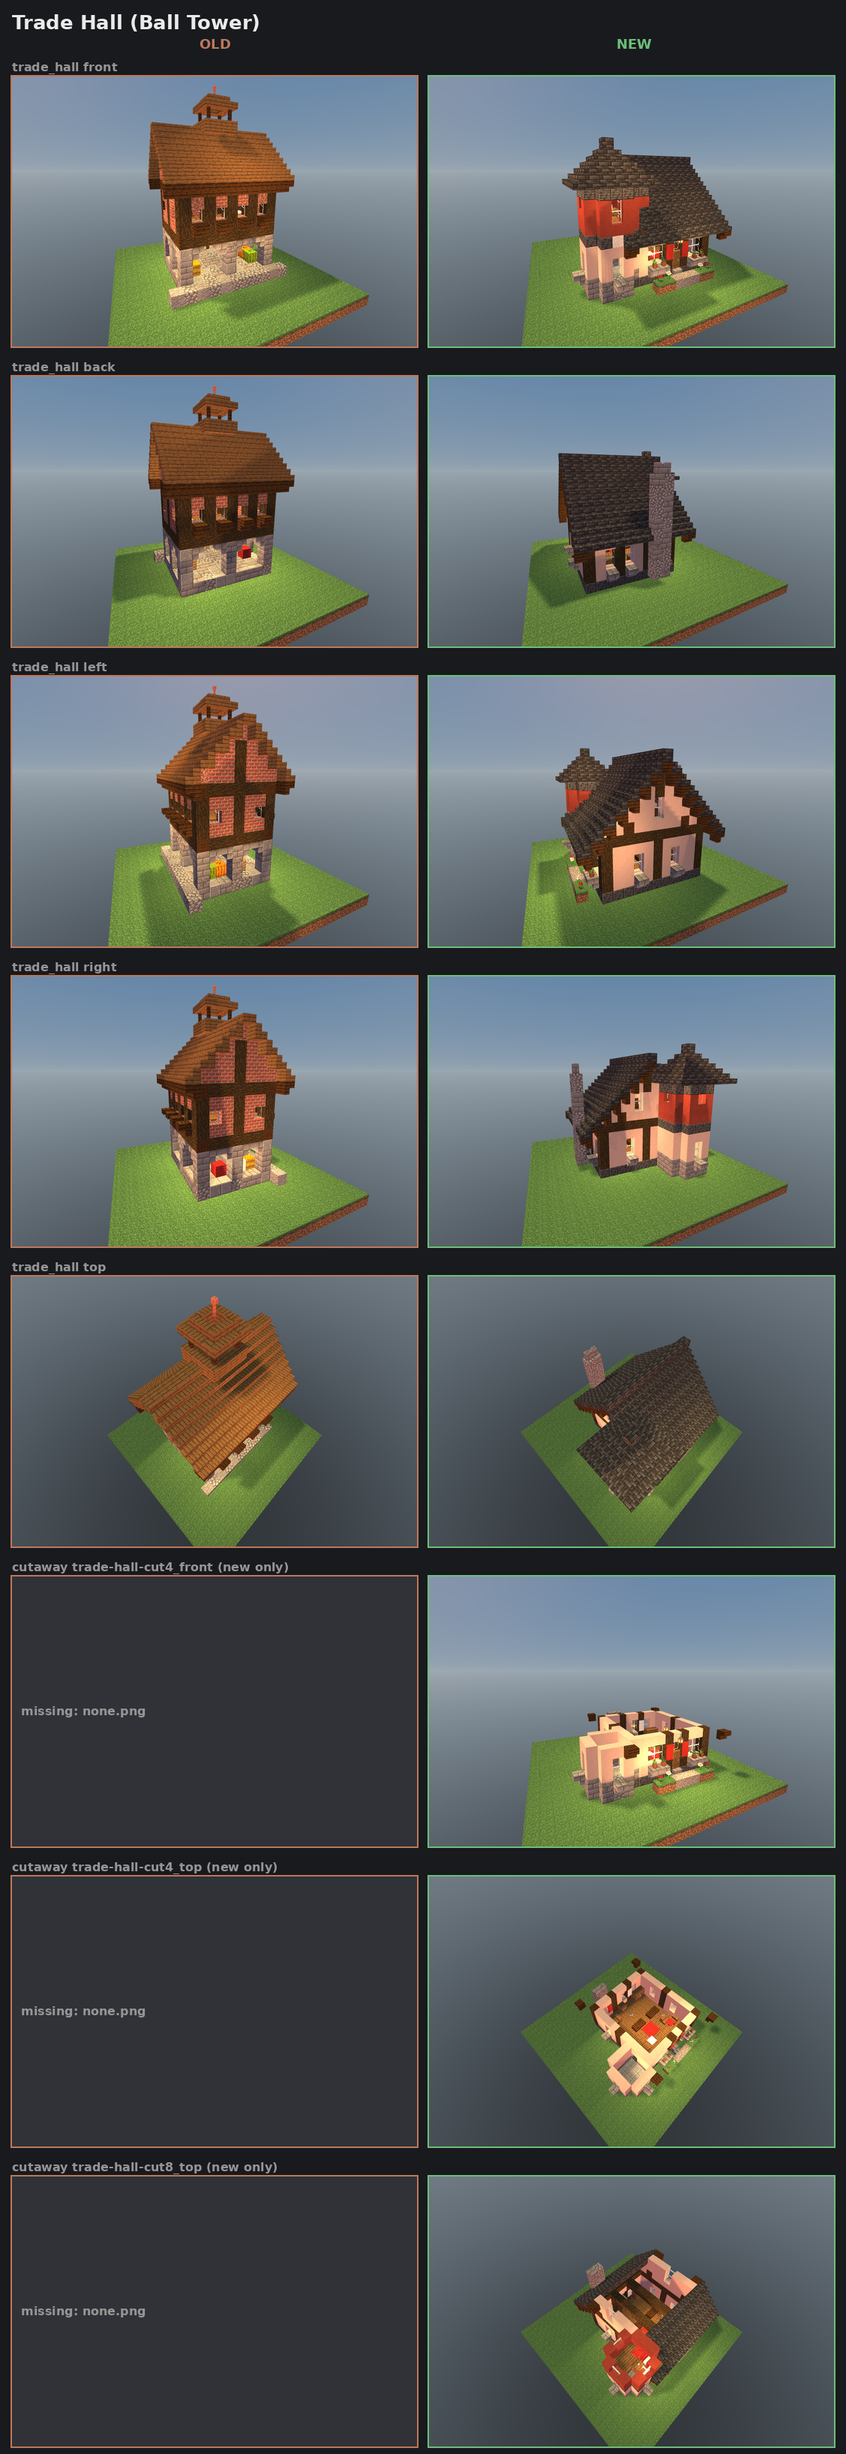 Trade Hall (Ball Tower)
OLD NEW
trade_hall front
trade_hall back
trade_hall left
trade_hall right
trade_hall top
cutaway trade-hall-cut4_front (new only)
missing: none.png
cutaway trade-hall-cut4_top (new only)
missing: none.png
cutaway trade-hall-cut8_top (new only)
missing: none.png